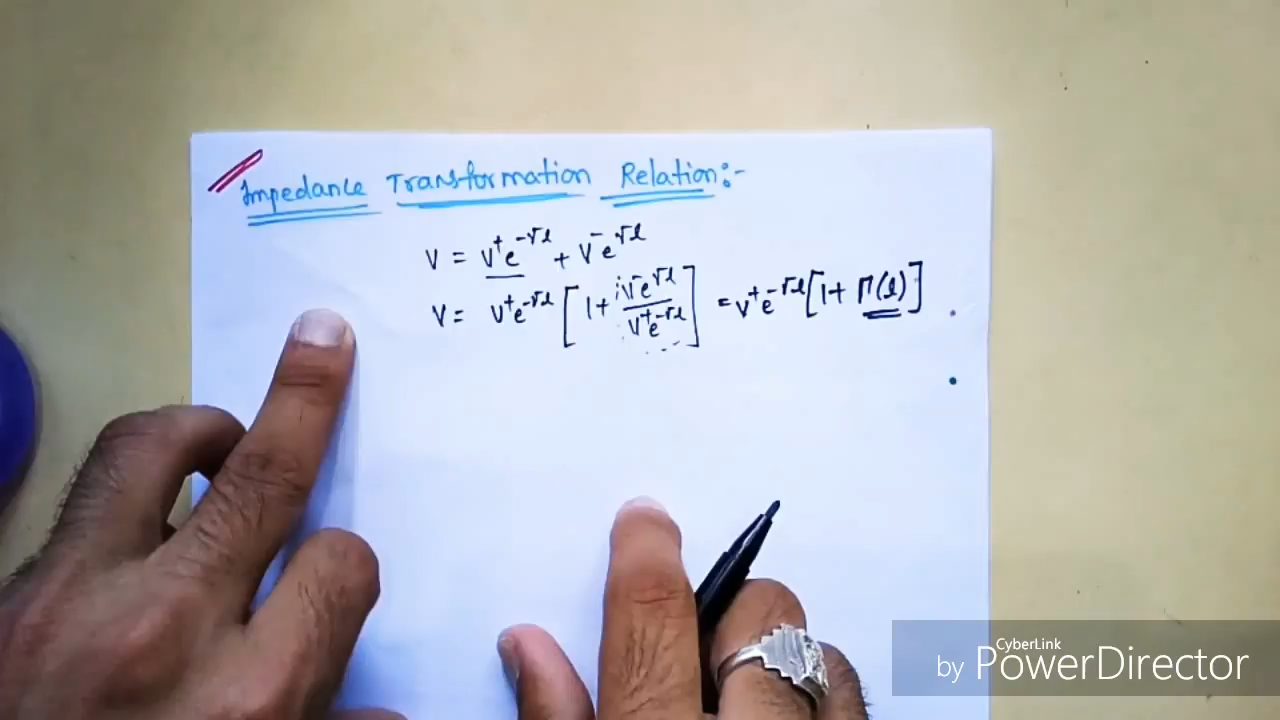 Impedance Transformation Relation:-
V = V⁺e^-γl + V⁻e^γl
V = V⁺e^-γl [1 + V⁻e^γl / V⁺e^-γl] = V⁺e^-γl [1 + Γ(l)]
CyberLink
by PowerDirector